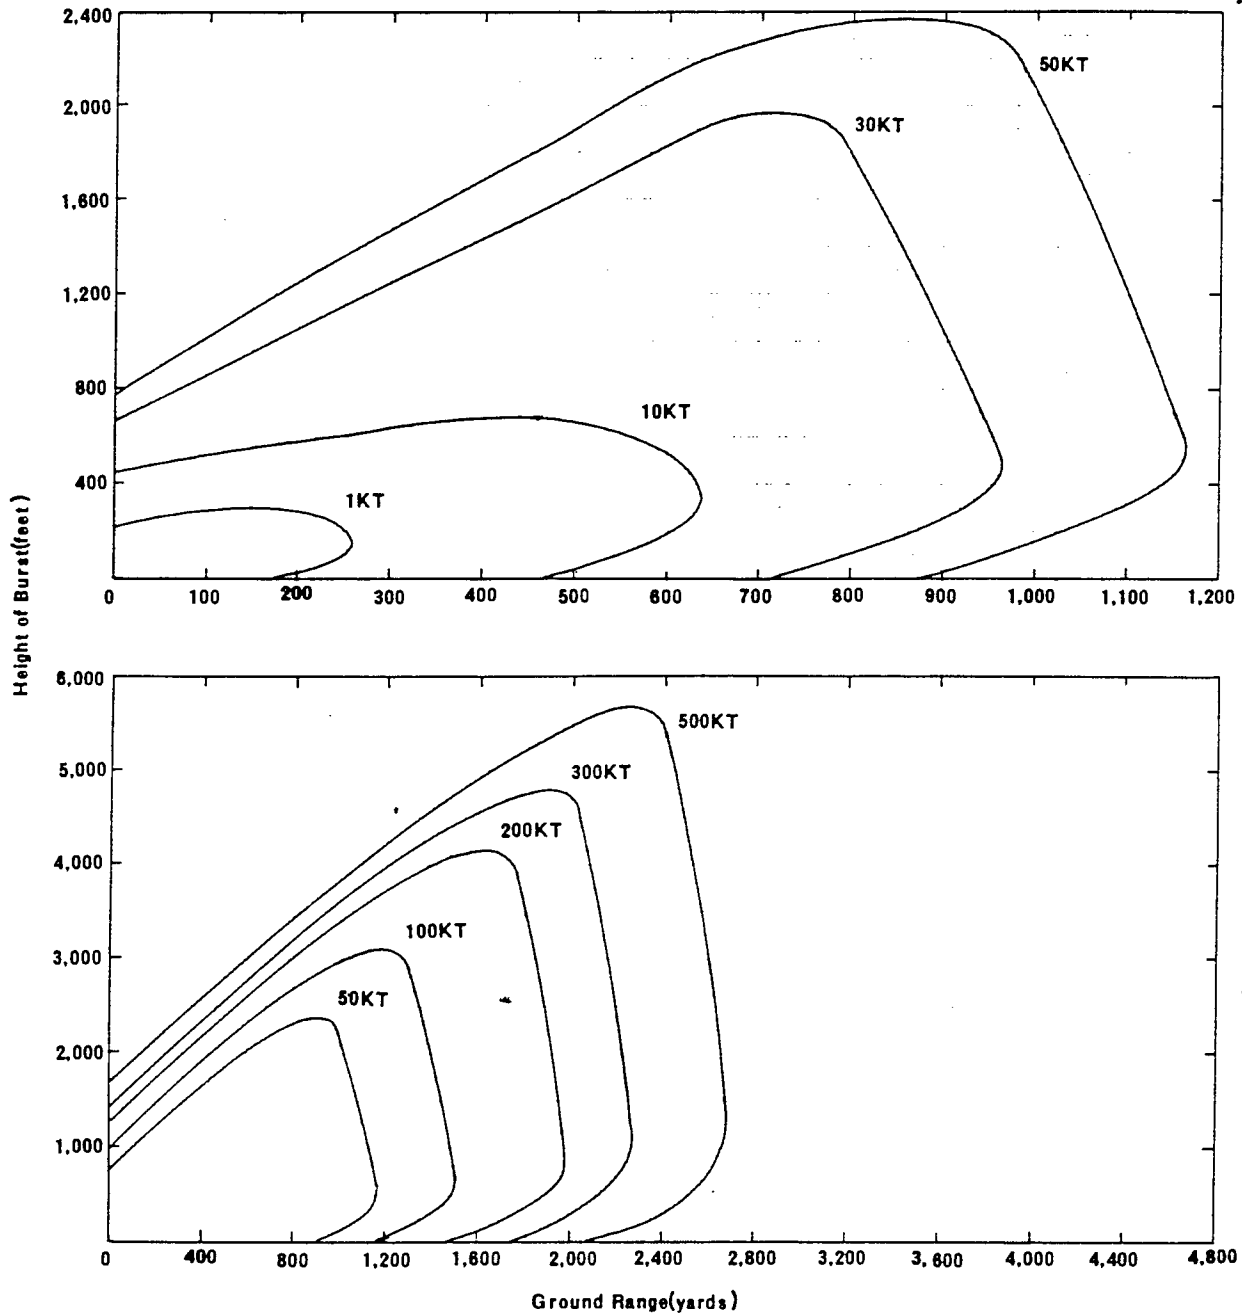 2,400
2,000
1,600
1,200
800
400
50KT
30KT
10KT
1KT
0 100 200 300 400 500 600 700 800 900 1,000 1,100 1,200
Height of Burst(feet)
6,000
5,000
4,000
3,000
2,000
1,000
500KT
300KT
200KT
100KT
50KT
0 400 800 1,200 1,600 2,000 2,400 2,800 3,200 3,600 4,000 4,400 4,800
Ground Range(yards)